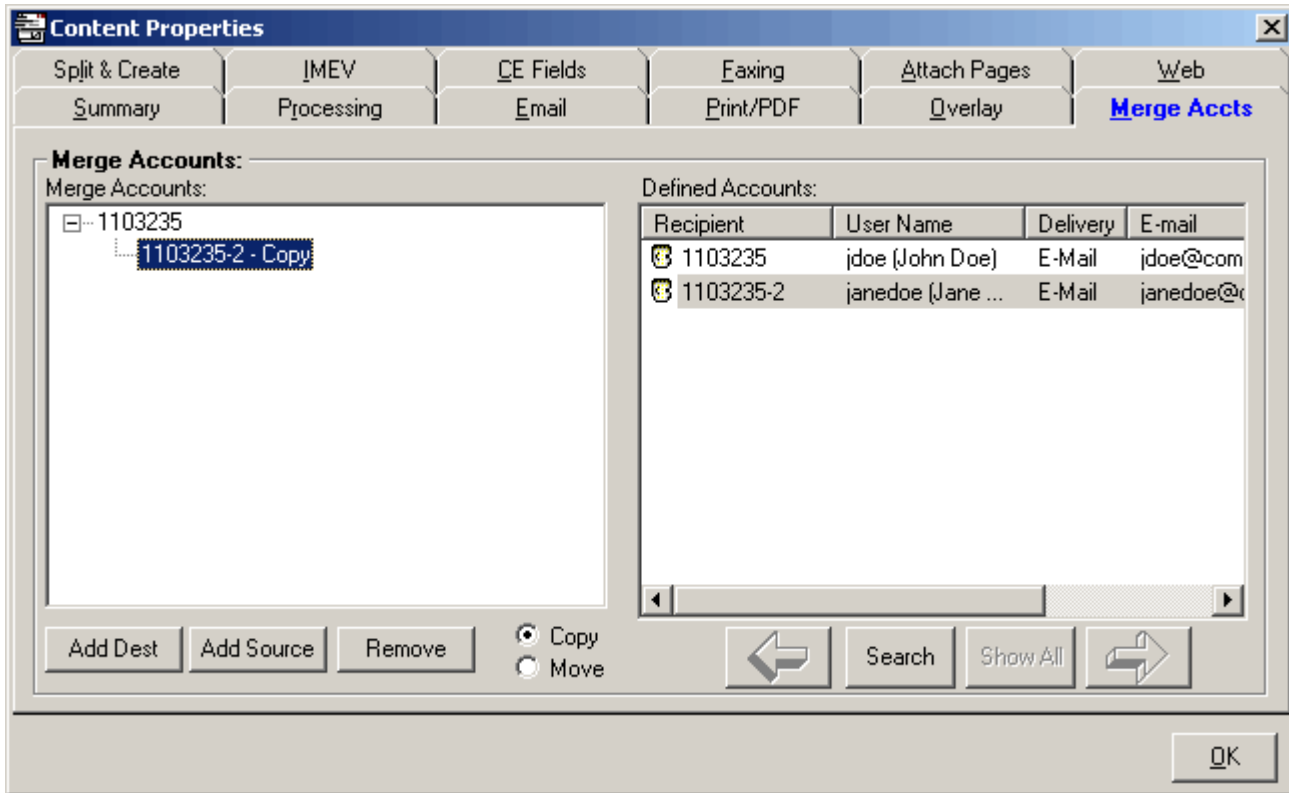 Content Properties
Split & Create IMEV CE Fields Faxing Attach Pages Web
Summary Processing Email Print/PDF Overlay Merge Accts
Merge Accounts:
Merge Accounts: Defined Accounts:
1103235
1103235-2 - Copy
Recipient User Name Delivery E-mail
1103235 jdoe (John Doe) E-Mail jdoe@com
1103235-2 janedoe (Jane ... E-Mail janedoe@
Add Dest Add Source Remove Copy
Move
Search Show All
OK